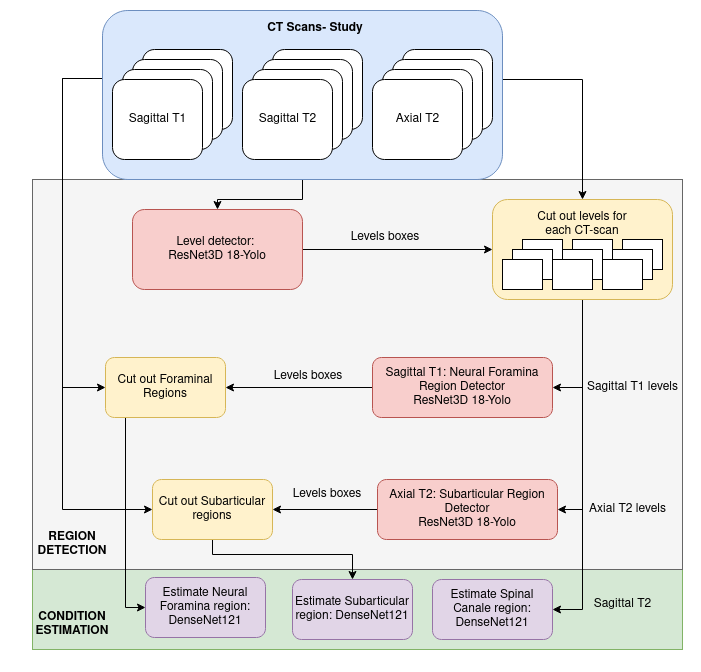 CT Scans- Study
Sagittal T1
Sagittal T2
Axial T2
Level detector:
ResNet3D 18-Yolo
Levels boxes
Cut out levels for
each CT-scan
Cut out Foraminal
Regions
Levels boxes
Sagittal T1: Neural Foramina
Region Detector
ResNet3D 18-Yolo
Sagittal T1 levels
Cut out Subarticular
regions
Levels boxes
Axial T2: Subarticular Region
Detector
ResNet3D 18-Yolo
Axial T2 levels
REGION
DETECTION
CONDITION
ESTIMATION
Estimate Neural
Foramina region:
DenseNet121
Estimate Subarticular
region: DenseNet121
Estimate Spinal
Canale region:
DenseNet121
Sagittal T2